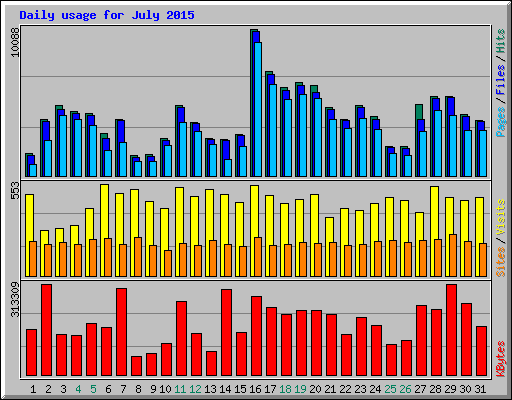 Daily usage for July 2015
10088
Pages / Files / Hits
553
Sites / Visits
313309
KBytes
1 2 3 4 5 6 7 8 9 10 11 12 13 14 15 16 17 18 19 20 21 22 23 24 25 26 27 28 29 30 31